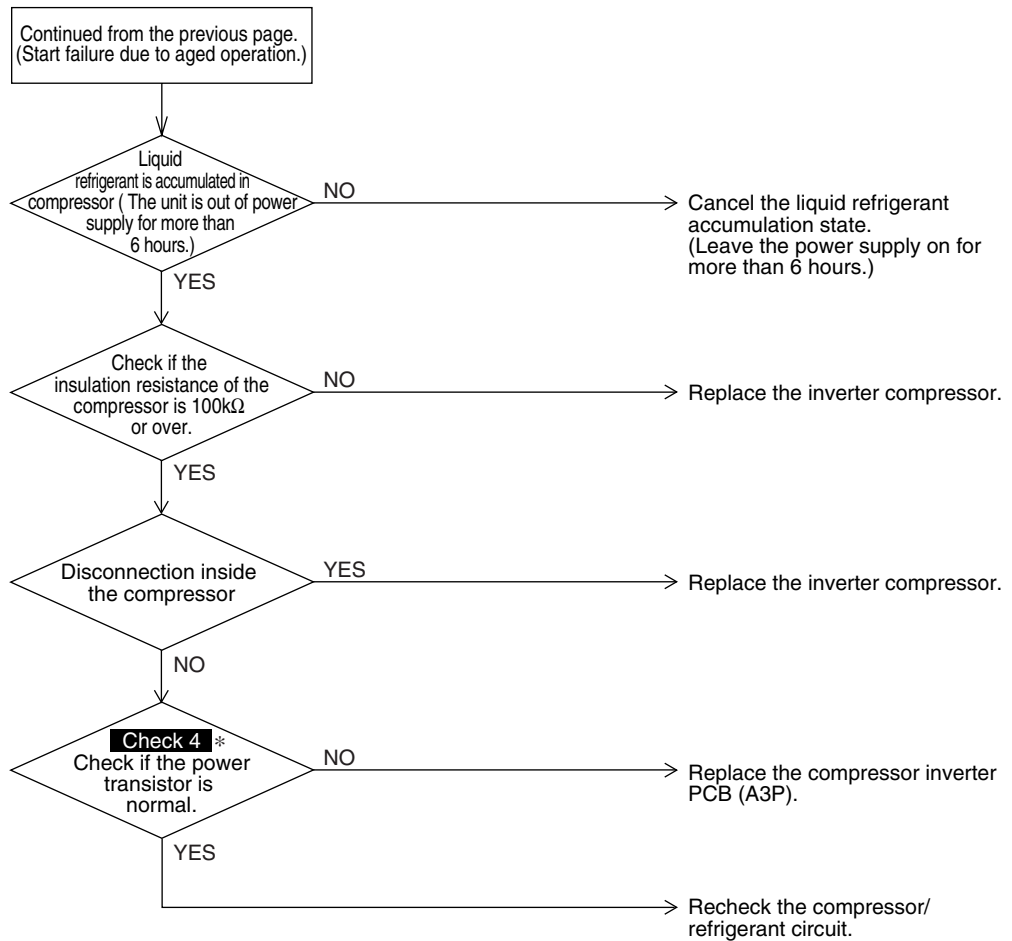 Continued from the previous page.
(Start failure due to aged operation.)
Liquid
refrigerant is accumulated in
compressor ( The unit is out of power
supply for more than
6 hours.)
NO
Cancel the liquid refrigerant
accumulation state.
(Leave the power supply on for
more than 6 hours.)
YES
Check if the
insulation resistance of the
compressor is 100kΩ
or over.
NO
Replace the inverter compressor.
YES
Disconnection inside
the compressor
YES
Replace the inverter compressor.
NO
Check 4 *
Check if the power
transistor is
normal.
NO
Replace the compressor inverter
PCB (A3P).
YES
Recheck the compressor/
refrigerant circuit.